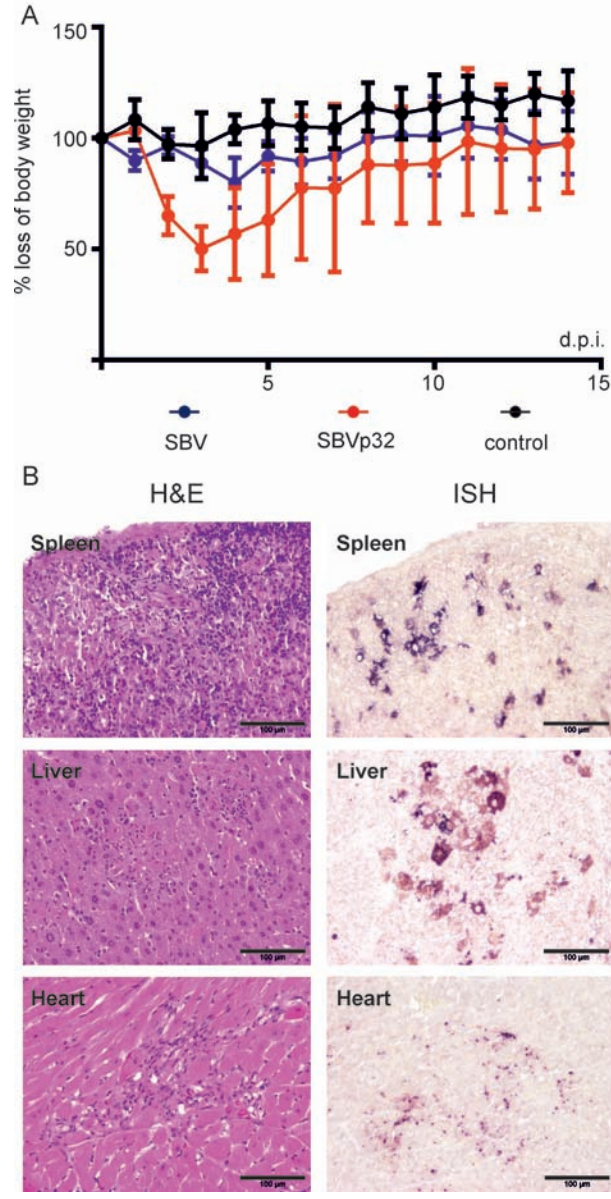 A
150
100
50
% loss of body weight
d.p.i.
5
10
15
SBV
SBVp32
control
B
H&E
ISH
Spleen
Spleen
100 µm
100 µm
Liver
Liver
100 µm
100 µm
Heart
Heart
100 µm
100 µm